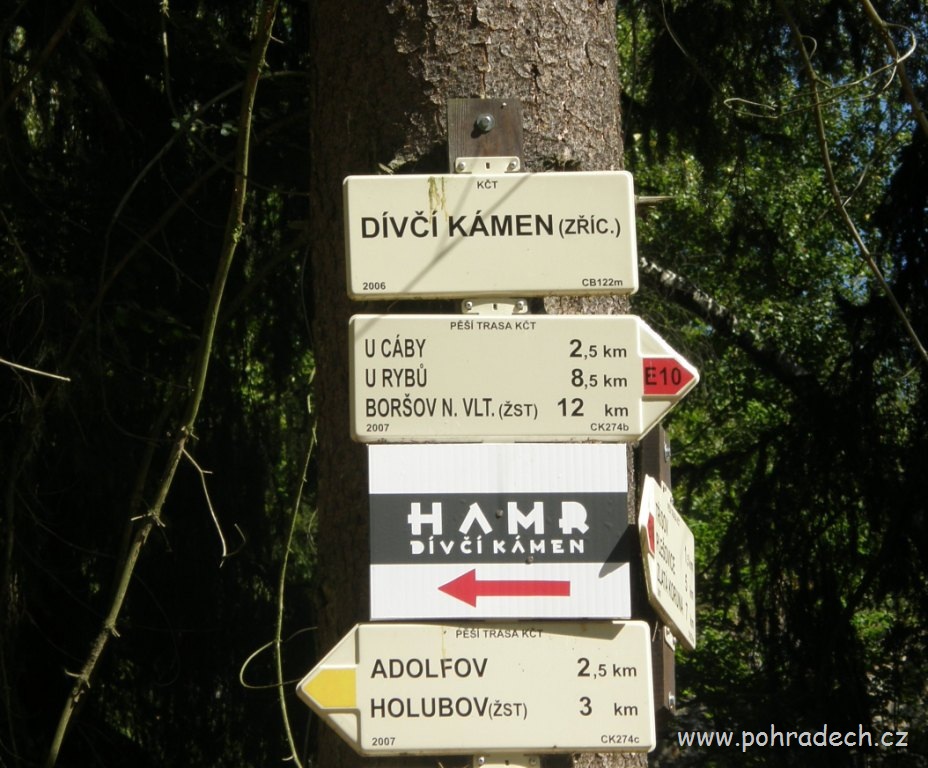 KČT
DÍVČÍ KÁMEN (ZŘÍC.)
2006 CB122m
PĚŠÍ TRASA KČT
U CÁBY 2,5 km
U RYBŮ 8,5 km
BORŠOV N. VLT. (ŽST) 12 km
E10
2007 CK274b
HAMR
DÍVČÍ KÁMEN
PĚŠÍ TRASA KČT
ADOLFOV 2,5 km
HOLUBOV (ŽST) 3 km
2007 CK274c
ZLATÁ KORUNA
www.pohradech.cz